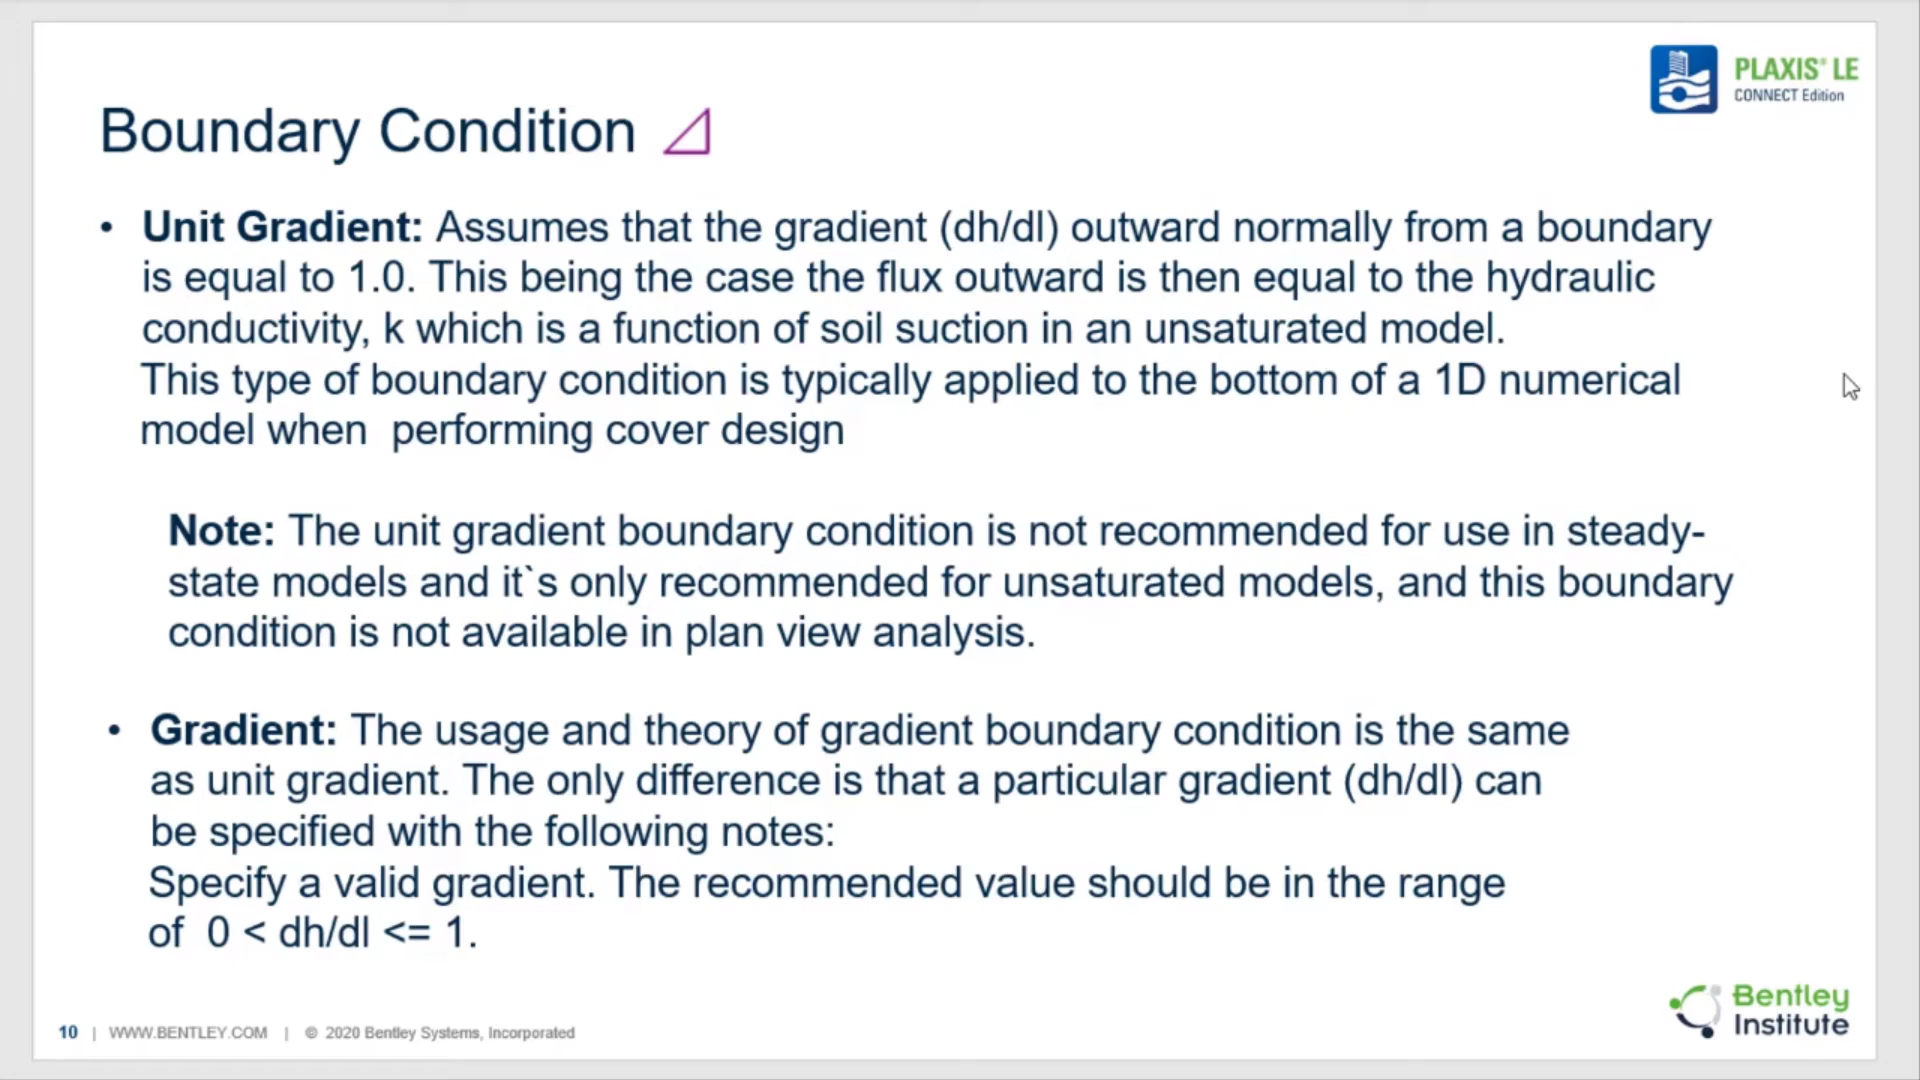 PLAXIS® LE
CONNECT Edition
Boundary Condition
• Unit Gradient: Assumes that the gradient (dh/dl) outward normally from a boundary
is equal to 1.0. This being the case the flux outward is then equal to the hydraulic
conductivity, k which is a function of soil suction in an unsaturated model.
This type of boundary condition is typically applied to the bottom of a 1D numerical
model when  performing cover design
Note: The unit gradient boundary condition is not recommended for use in steady-
state models and it`s only recommended for unsaturated models, and this boundary
condition is not available in plan view analysis.
• Gradient: The usage and theory of gradient boundary condition is the same
as unit gradient. The only difference is that a particular gradient (dh/dl) can
be specified with the following notes:
Specify a valid gradient. The recommended value should be in the range
of  0 < dh/dl <= 1.
10 | WWW.BENTLEY.COM | © 2020 Bentley Systems, Incorporated
Bentley
Institute